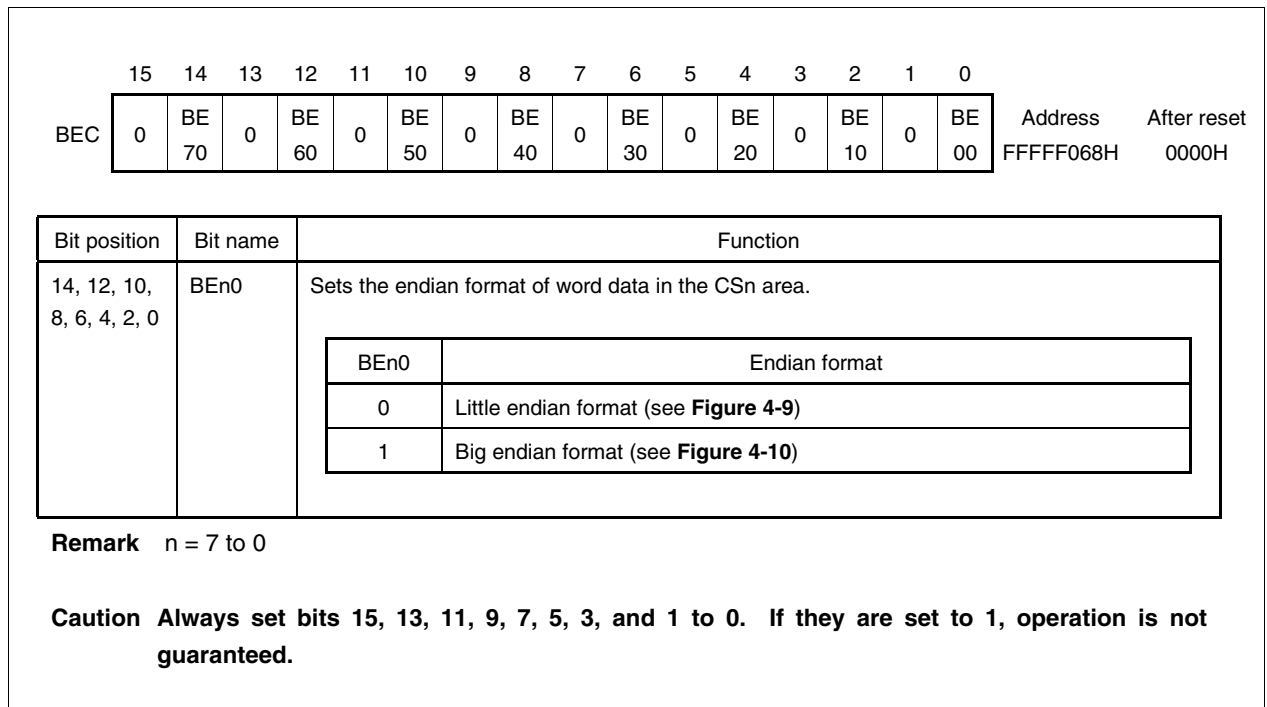 15 14 13 12 11 10 9 8 7 6 5 4 3 2 1 0
BEC 0 BE 70 0 BE 60 0 BE 50 0 BE 40 0 BE 30 0 BE 20 0 BE 10 0 BE 00 Address FFFFF068H After reset 0000H
Bit position Bit name Function
14, 12, 10, 8, 6, 4, 2, 0 BEn0 Sets the endian format of word data in the CSn area.
BEn0 Endian format
0 Little endian format (see Figure 4-9)
1 Big endian format (see Figure 4-10)
Remark n = 7 to 0
Caution Always set bits 15, 13, 11, 9, 7, 5, 3, and 1 to 0. If they are set to 1, operation is not
guaranteed.